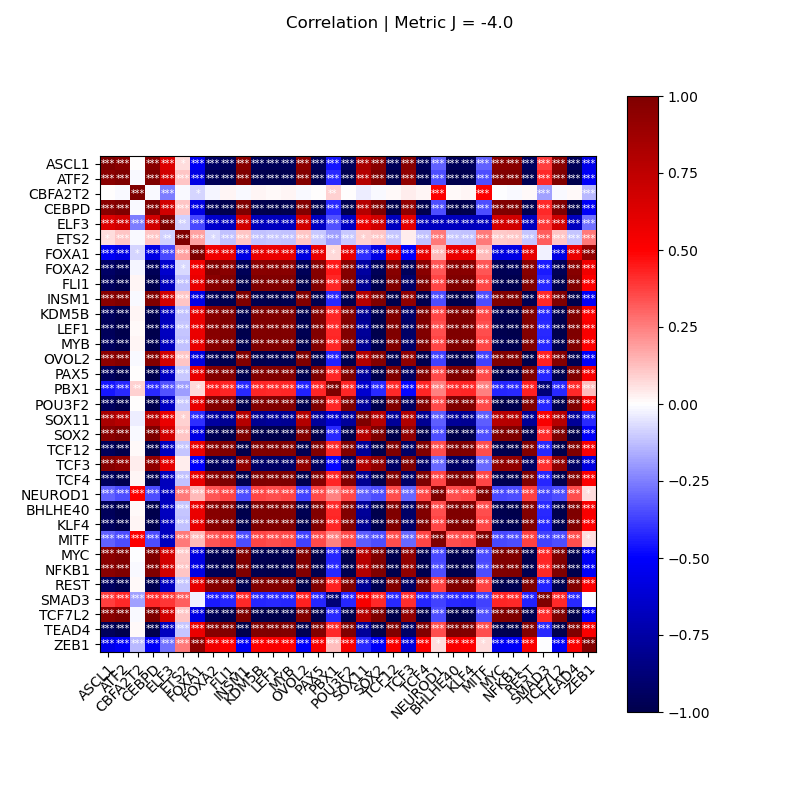 Correlation | Metric J = -4.0
ASCL1
ATF2
CBFA2T2
CEBPD
ELF3
ETS2
FOXA1
FOXA2
FLI1
INSM1
KDM5B
LEF1
MYB
OVOL2
PAX5
PBX1
POU3F2
SOX11
SOX2
TCF12
TCF3
TCF4
NEUROD1
BHLHE40
KLF4
MITF
MYC
NFKB1
REST
SMAD3
TCF7L2
TEAD4
ZEB1
ASCL1
ATF2
CBFA2T2
CEBPD
ELF3
ETS2
FOXA1
FOXA2
FLI1
INSM1
KDM5B
LEF1
MYB
OVOL2
PAX5
PBX1
POU3F2
SOX11
SOX2
TCF12
TCF3
TCF4
NEUROD1
BHLHE40
KLF4
MITF
MYC
NFKB1
REST
SMAD3
TCF7L2
TEAD4
ZEB1
1.00
0.75
0.50
0.25
0.00
−0.25
−0.50
−0.75
−1.00